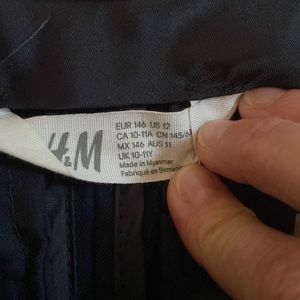 H&M
EUR 146 US 12
CA 10-11A CN 145/63
MX 146 AUS 11
UK 10-11Y
Made in Myanmar
Fabriqué en Birmanie